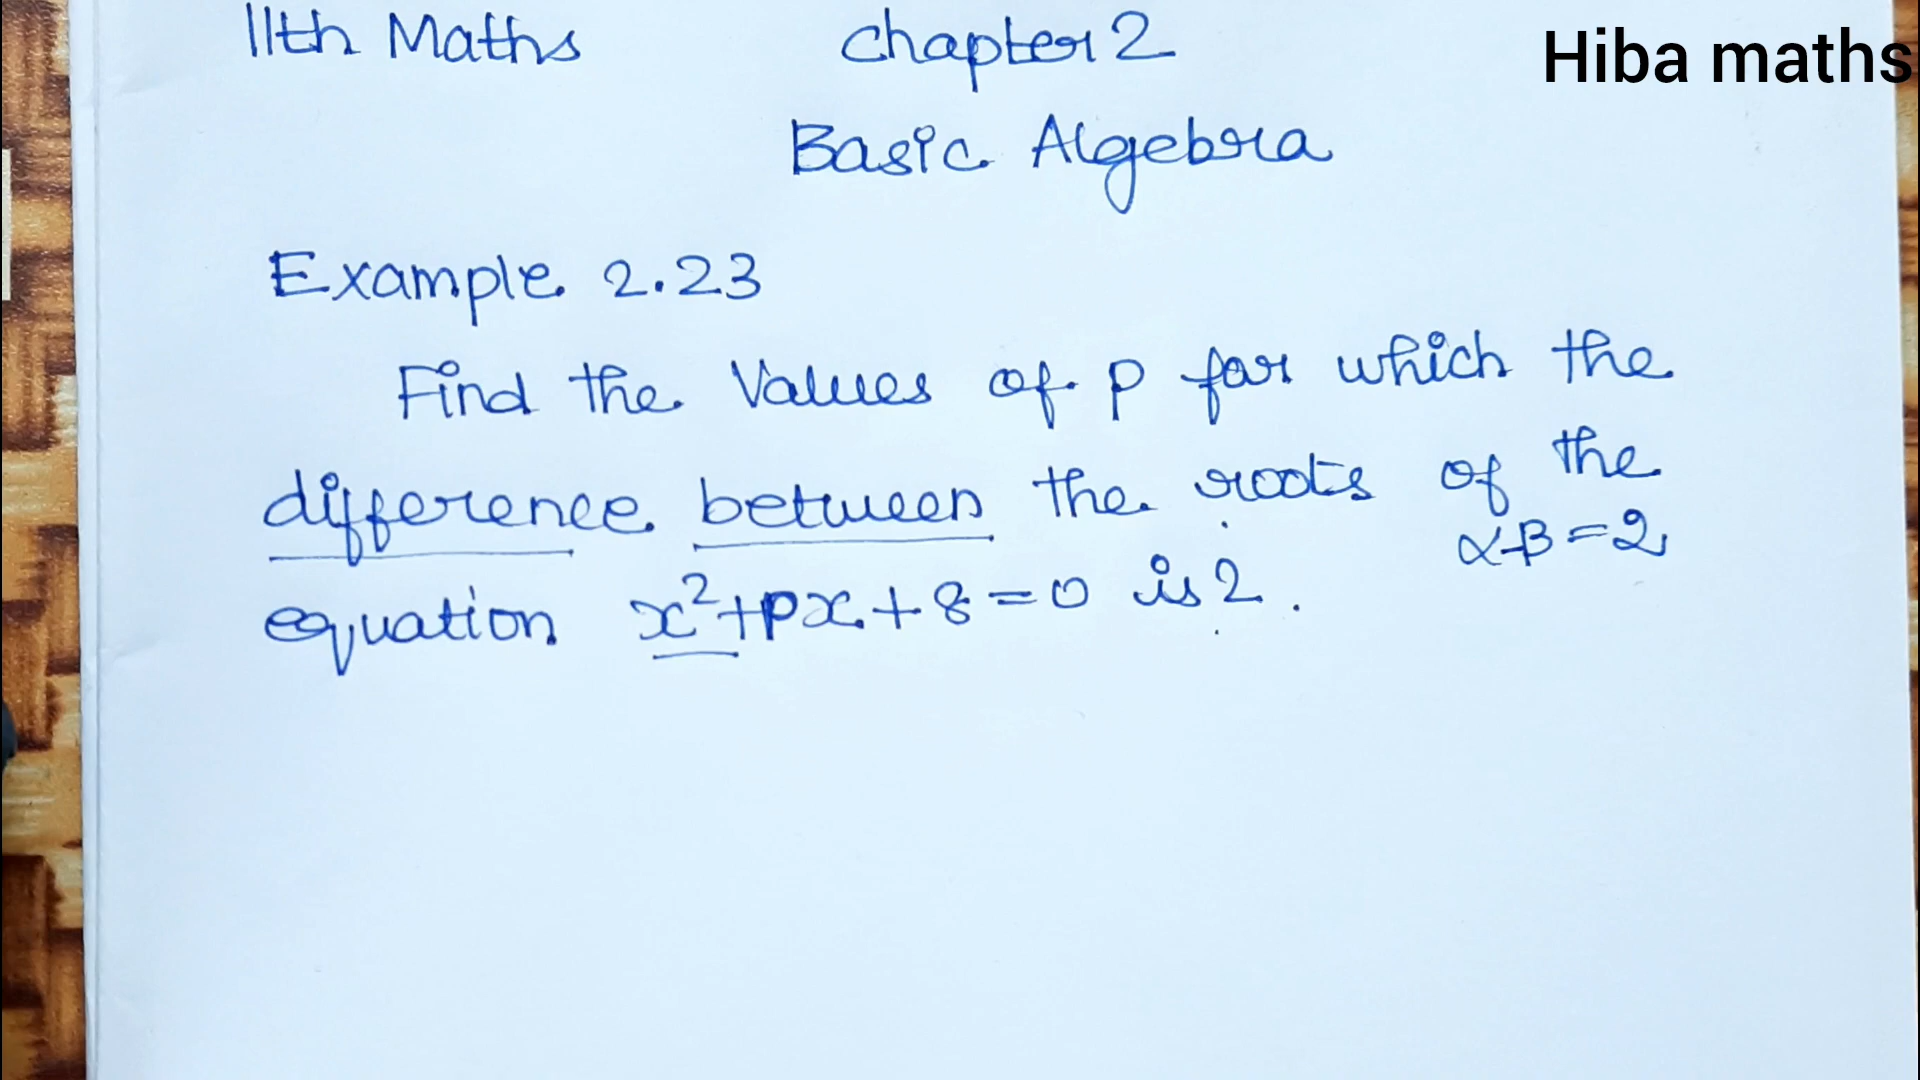 11th Maths chapter 2 Hiba maths
Basic Algebra
Example 2.23
Find the Values of p for which the
difference between the roots of the
α-β=2
equation x²+px+8=0 is 2.